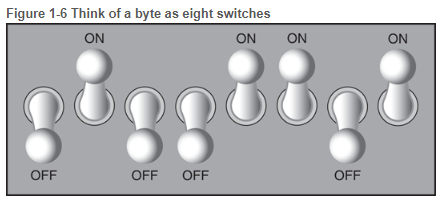 Figure 1-6 Think of a byte as eight switches
ON ON ON ON
OFF OFF OFF OFF